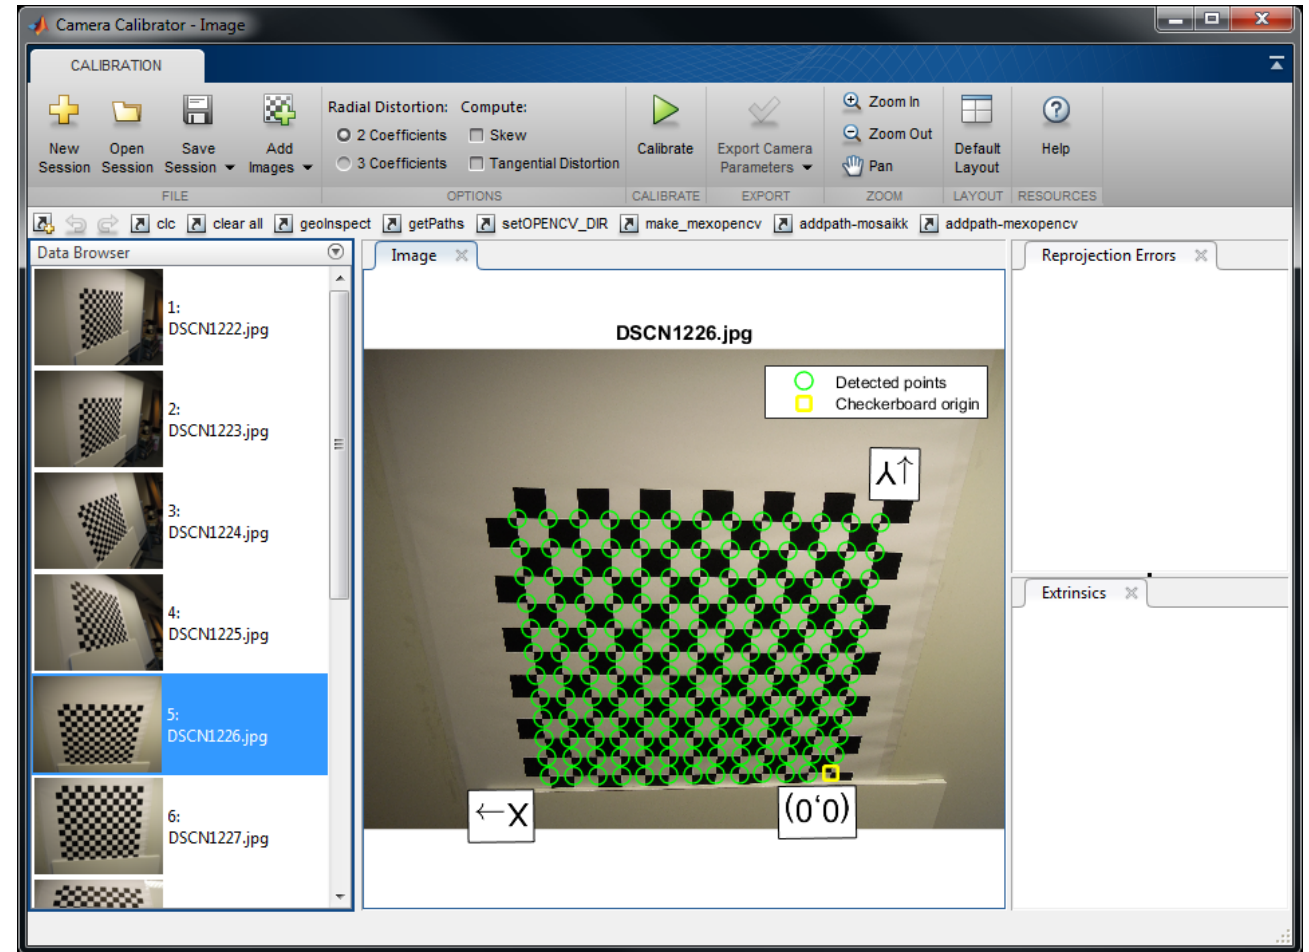 Camera Calibrator - Image
CALIBRATION
New Session
Open Session
Save Session
Add Images
Radial Distortion:
2 Coefficients
3 Coefficients
Compute:
Skew
Tangential Distortion
Calibrate
Export Camera Parameters
Zoom In
Zoom Out
Pan
Default Layout
Help
FILE
OPTIONS
CALIBRATE
EXPORT
ZOOM
LAYOUT
RESOURCES
clc
clear all
geoInspect
getPaths
setOPENCV_DIR
make_mexopencv
addpath-mosaikk
addpath-mexopencv
Data Browser
1:
DSCN1222.jpg
2:
DSCN1223.jpg
3:
DSCN1224.jpg
4:
DSCN1225.jpg
5:
DSCN1226.jpg
6:
DSCN1227.jpg
Image
DSCN1226.jpg
Detected points
Checkerboard origin
Y↑
←X
(0,0)
Reprojection Errors
Extrinsics